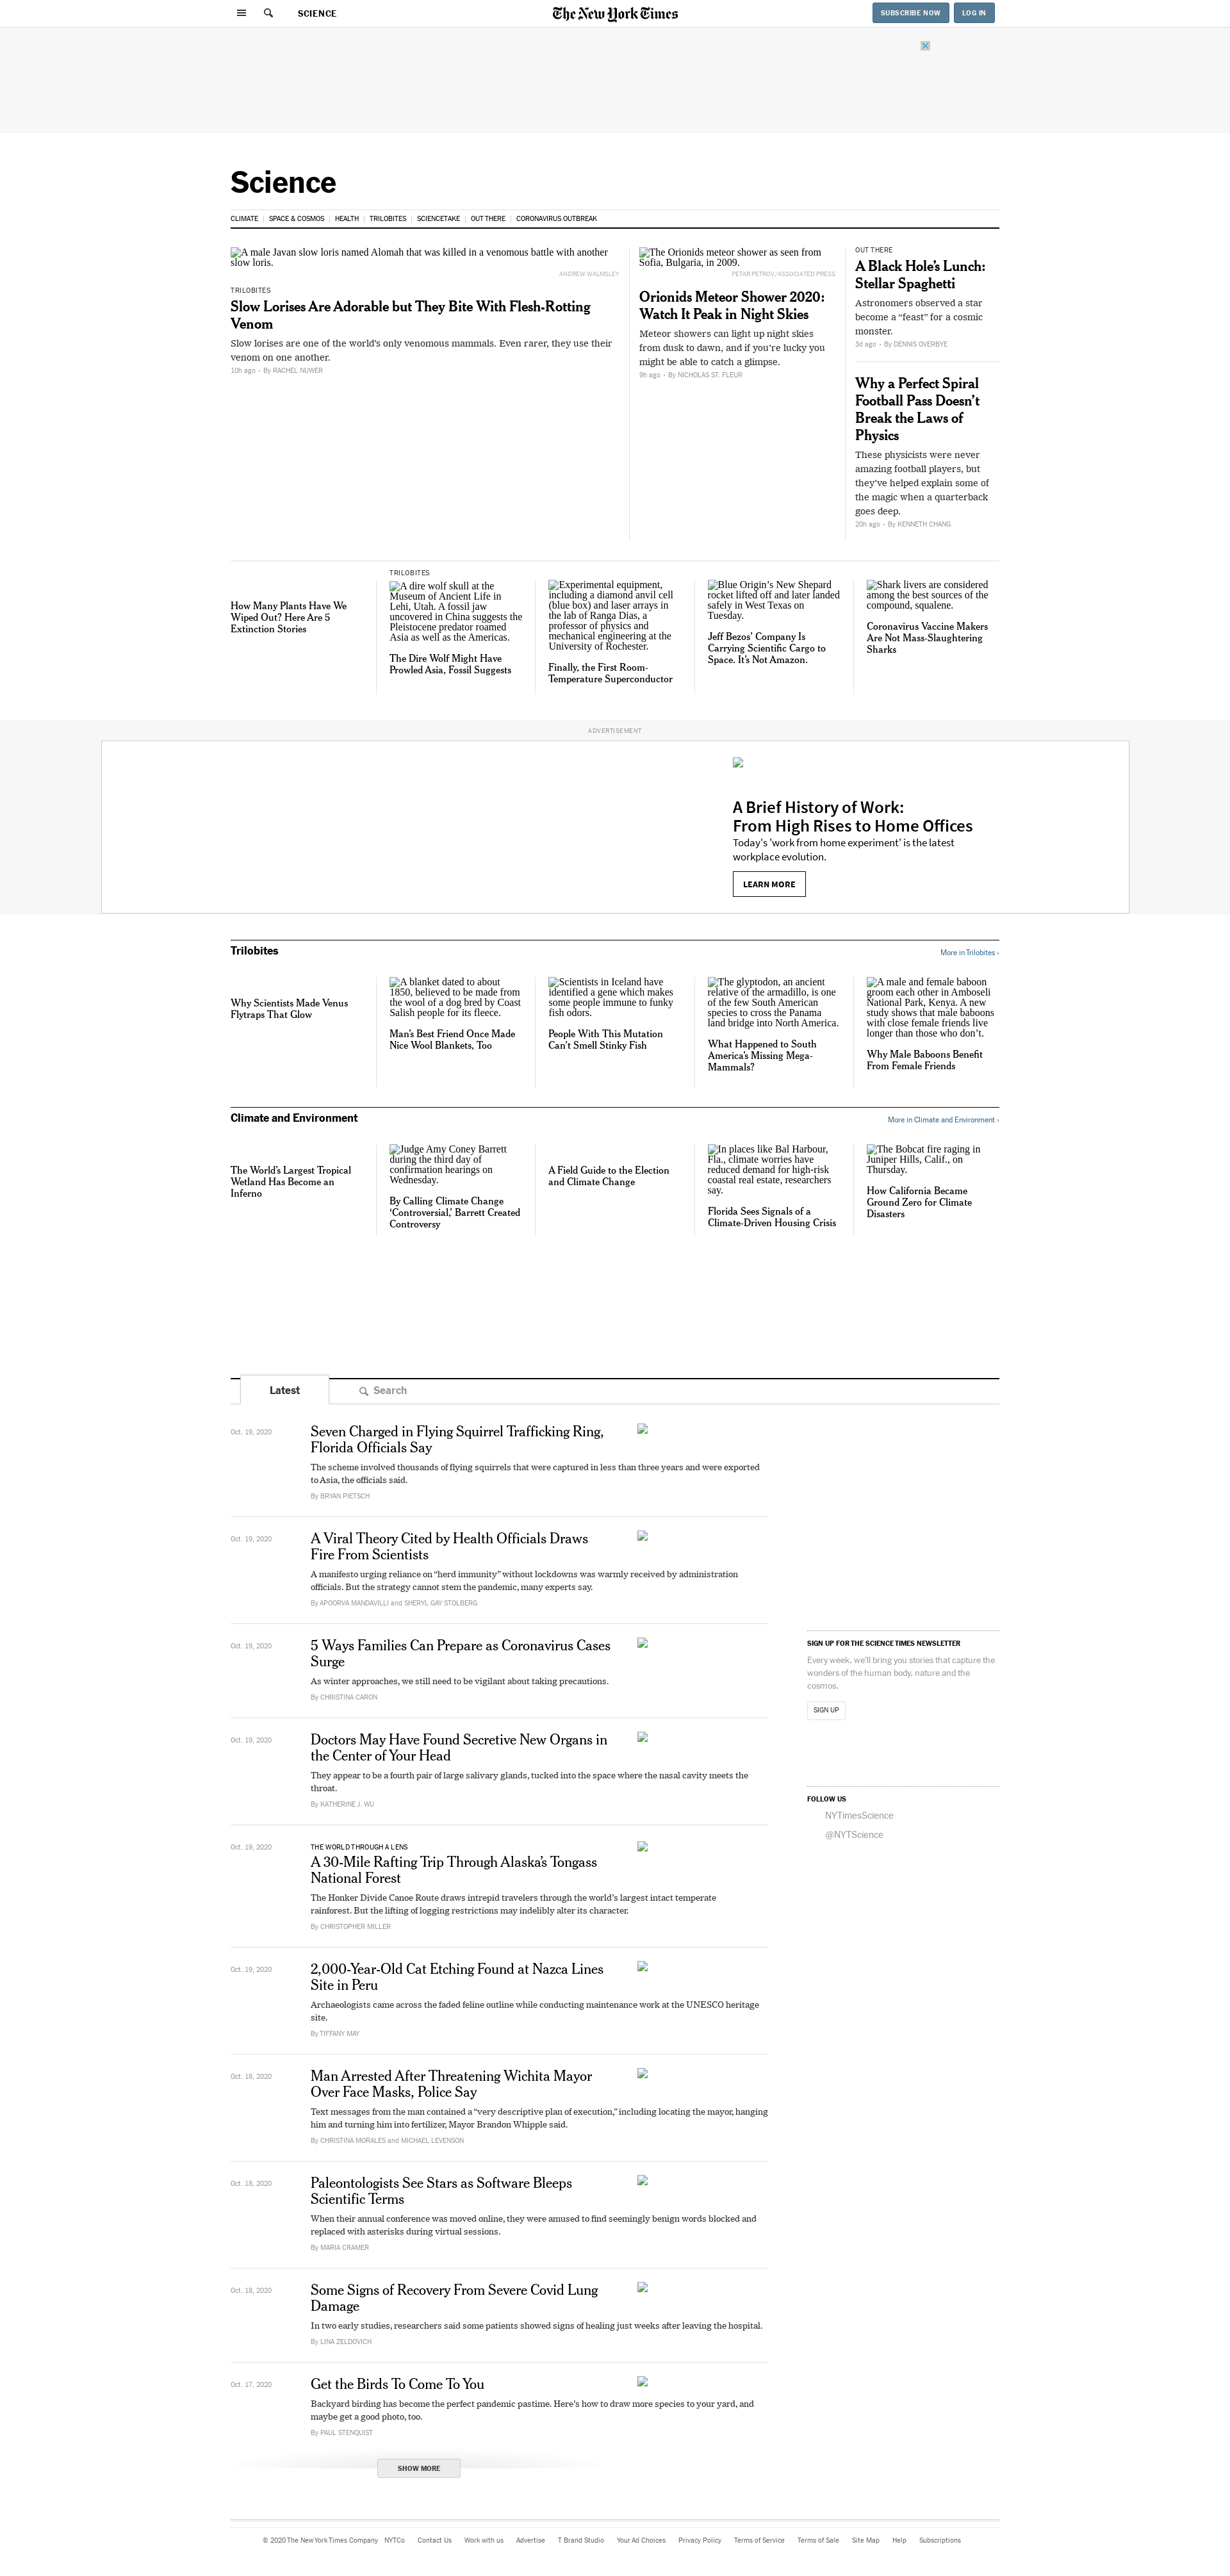 SCIENCE
The New York Times
SUBSCRIBE NOW
LOG IN
Science
CLIMATE | SPACE & COSMOS | HEALTH | TRILOBITES | SCIENCETAKE | OUT THERE | CORONAVIRUS OUTBREAK
A male Javan slow loris named Alomah that was killed in a venomous battle with another
slow loris.
ANDREW WALMSLEY
TRILOBITES
Slow Lorises Are Adorable but They Bite With Flesh-Rotting
Venom
Slow lorises are one of the world's only venomous mammals. Even rarer, they use their
venom on one another.
10h ago • By RACHEL NUWER
The Orionids meteor shower as seen from
Sofia, Bulgaria, in 2009.
PETAR PETROV/ASSOCIATED PRESS
Orionids Meteor Shower 2020:
Watch It Peak in Night Skies
Meteor showers can light up night skies
from dusk to dawn, and if you're lucky you
might be able to catch a glimpse.
9h ago • By NICHOLAS ST. FLEUR
OUT THERE
A Black Hole's Lunch:
Stellar Spaghetti
Astronomers observed a star
become a “feast” for a cosmic
monster.
3d ago • By DENNIS OVERBYE
Why a Perfect Spiral
Football Pass Doesn't
Break the Laws of
Physics
These physicists were never
amazing football players, but
they've helped explain some of
the magic when a quarterback
goes deep.
20h ago • By KENNETH CHANG
How Many Plants Have We
Wiped Out? Here Are 5
Extinction Stories
TRILOBITES
A dire wolf skull at the
Museum of Ancient Life in
Lehi, Utah. A fossil jaw
uncovered in China suggests the
Pleistocene predator roamed
Asia as well as the Americas.
The Dire Wolf Might Have
Prowled Asia, Fossil Suggests
Experimental equipment,
including a diamond anvil cell
(blue box) and laser arrays in
the lab of Ranga Dias, a
professor of physics and
mechanical engineering at the
University of Rochester.
Finally, the First Room-
Temperature Superconductor
Blue Origin's New Shepard
rocket lifted off and later landed
safely in West Texas on
Tuesday.
Jeff Bezos' Company Is
Carrying Scientific Cargo to
Space. It's Not Amazon.
Shark livers are considered
among the best sources of the
compound, squalene.
Coronavirus Vaccine Makers
Are Not Mass-Slaughtering
Sharks
ADVERTISEMENT
A Brief History of Work:
From High Rises to Home Offices
Today's 'work from home experiment' is the latest
workplace evolution.
LEARN MORE
Trilobites
More in Trilobites ›
Why Scientists Made Venus
Flytraps That Glow
A blanket dated to about
1850, believed to be made from
the wool of a dog bred by Coast
Salish people for its fleece.
Man's Best Friend Once Made
Nice Wool Blankets, Too
Scientists in Iceland have
identified a gene which makes
some people immune to funky
fish odors.
People With This Mutation
Can't Smell Stinky Fish
The glyptodon, an ancient
relative of the armadillo, is one
of the few South American
species to cross the Panama
land bridge into North America.
What Happened to South
America's Missing Mega-
Mammals?
A male and female baboon
groom each other in Amboseli
National Park, Kenya. A new
study shows that male baboons
with close female friends live
longer than those who don't.
Why Male Baboons Benefit
From Female Friends
Climate and Environment
More in Climate and Environment ›
The World's Largest Tropical
Wetland Has Become an
Inferno
Judge Amy Coney Barrett
during the third day of
confirmation hearings on
Wednesday.
By Calling Climate Change
‘Controversial,’ Barrett Created
Controversy
A Field Guide to the Election
and Climate Change
In places like Bal Harbour,
Fla., climate worries have
reduced demand for high-risk
coastal real estate, researchers
say.
Florida Sees Signals of a
Climate-Driven Housing Crisis
The Bobcat fire raging in
Juniper Hills, Calif., on
Thursday.
How California Became
Ground Zero for Climate
Disasters
Latest
Search
Oct. 19, 2020
Seven Charged in Flying Squirrel Trafficking Ring,
Florida Officials Say
The scheme involved thousands of flying squirrels that were captured in less than three years and were exported
to Asia, the officials said.
By BRYAN PIETSCH
Oct. 19, 2020
A Viral Theory Cited by Health Officials Draws
Fire From Scientists
A manifesto urging reliance on “herd immunity” without lockdowns was warmly received by administration
officials. But the strategy cannot stem the pandemic, many experts say.
By APOORVA MANDAVILLI and SHERYL GAY STOLBERG
Oct. 19, 2020
5 Ways Families Can Prepare as Coronavirus Cases
Surge
As winter approaches, we still need to be vigilant about taking precautions.
By CHRISTINA CARON
Oct. 19, 2020
Doctors May Have Found Secretive New Organs in
the Center of Your Head
They appear to be a fourth pair of large salivary glands, tucked into the space where the nasal cavity meets the
throat.
By KATHERINE J. WU
Oct. 19, 2020
THE WORLD THROUGH A LENS
A 30-Mile Rafting Trip Through Alaska's Tongass
National Forest
The Honker Divide Canoe Route draws intrepid travelers through the world's largest intact temperate
rainforest. But the lifting of logging restrictions may indelibly alter its character.
By CHRISTOPHER MILLER
Oct. 19, 2020
2,000-Year-Old Cat Etching Found at Nazca Lines
Site in Peru
Archaeologists came across the faded feline outline while conducting maintenance work at the UNESCO heritage
site.
By TIFFANY MAY
Oct. 18, 2020
Man Arrested After Threatening Wichita Mayor
Over Face Masks, Police Say
Text messages from the man contained a “very descriptive plan of execution,” including locating the mayor, hanging
him and turning him into fertilizer, Mayor Brandon Whipple said.
By CHRISTINA MORALES and MICHAEL LEVENSON
Oct. 18, 2020
Paleontologists See Stars as Software Bleeps
Scientific Terms
When their annual conference was moved online, they were amused to find seemingly benign words blocked and
replaced with asterisks during virtual sessions.
By MARIA CRAMER
Oct. 18, 2020
Some Signs of Recovery From Severe Covid Lung
Damage
In two early studies, researchers said some patients showed signs of healing just weeks after leaving the hospital.
By LINA ZELDOVICH
Oct. 17, 2020
Get the Birds To Come To You
Backyard birding has become the perfect pandemic pastime. Here's how to draw more species to your yard, and
maybe get a good photo, too.
By PAUL STENQUIST
SHOW MORE
SIGN UP FOR THE SCIENCE TIMES NEWSLETTER
Every week, we'll bring you stories that capture the
wonders of the human body, nature and the
cosmos.
SIGN UP
FOLLOW US
NYTimesScience
@NYTScience
© 2020 The New York Times Company NYTCo Contact Us Work with us Advertise T Brand Studio Your Ad Choices Privacy Policy Terms of Service Terms of Sale Site Map Help Subscriptions